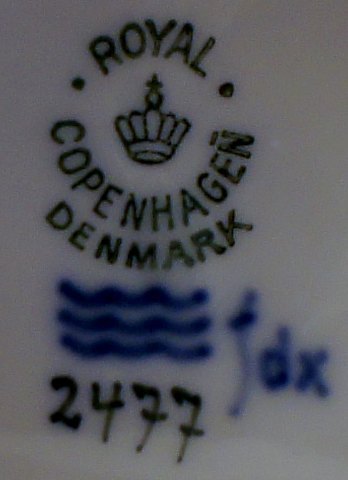 ROYAL
COPENHAGEN
DENMARK
dx
2477